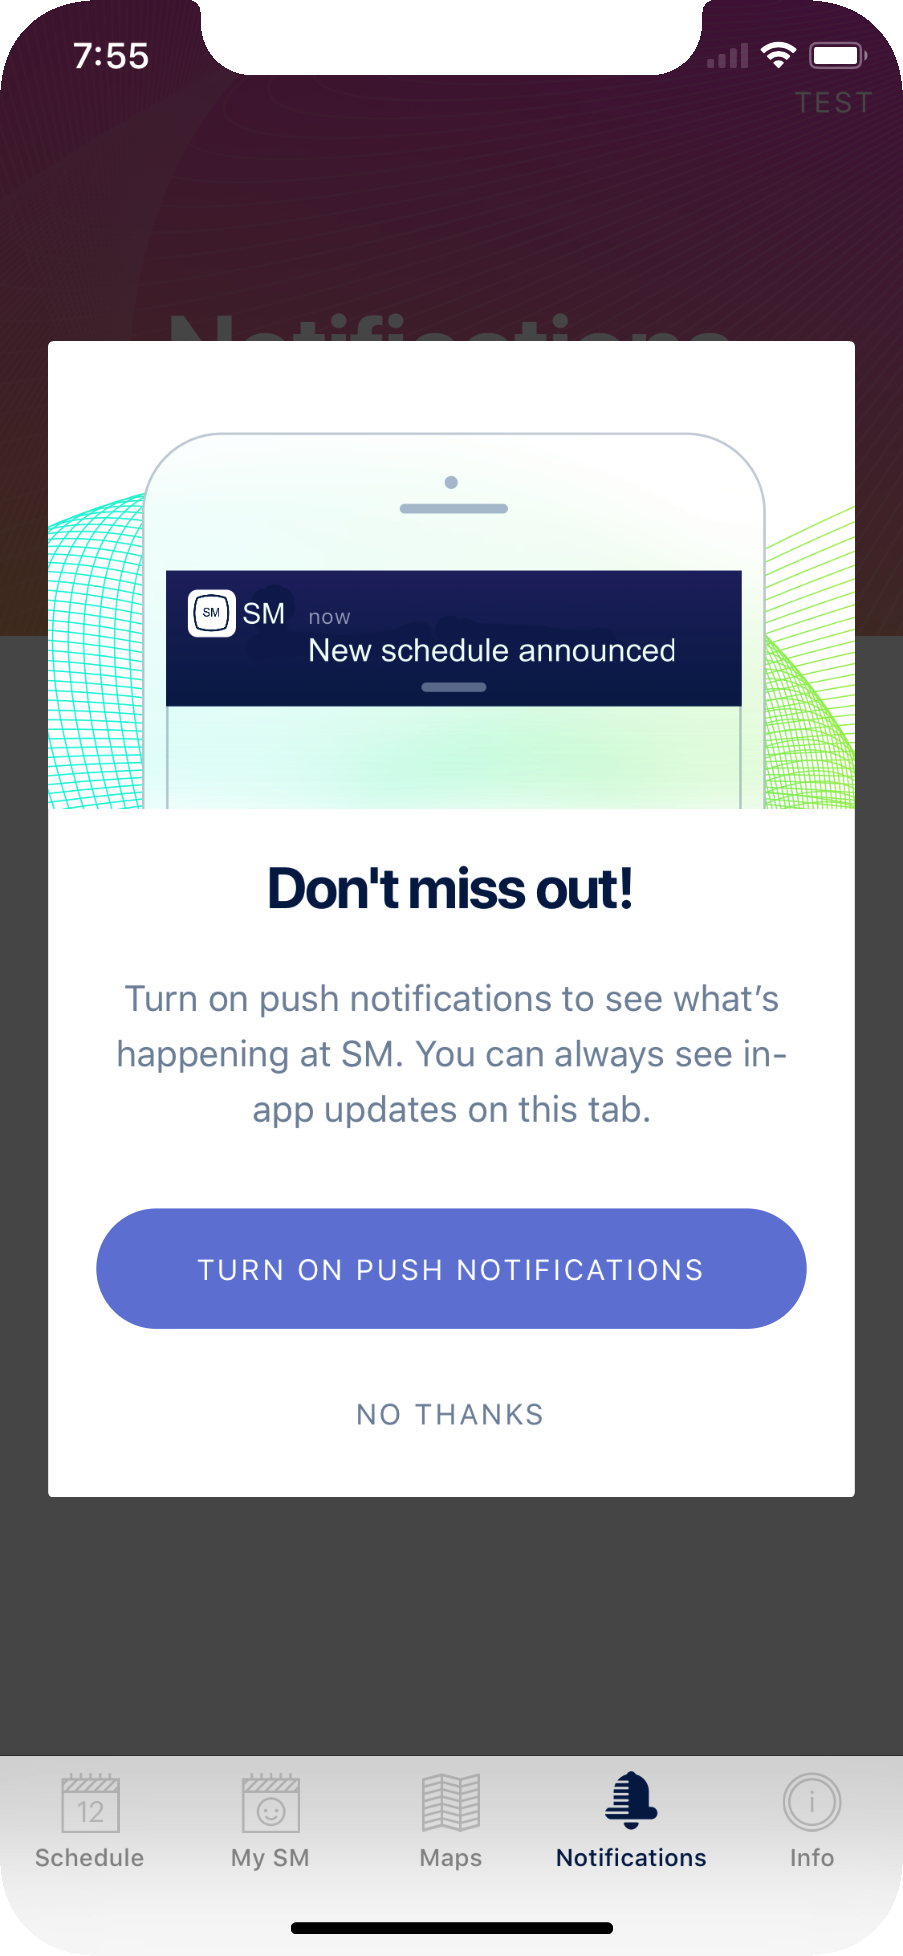 7:55
TEST
Notifications
SM
SM
now
New schedule announced
Don't miss out!
Turn on push notifications to see what’s
happening at SM. You can always see in-
app updates on this tab.
TURN ON PUSH NOTIFICATIONS
NO THANKS
12
Schedule
My SM
Maps
Notifications
i
Info